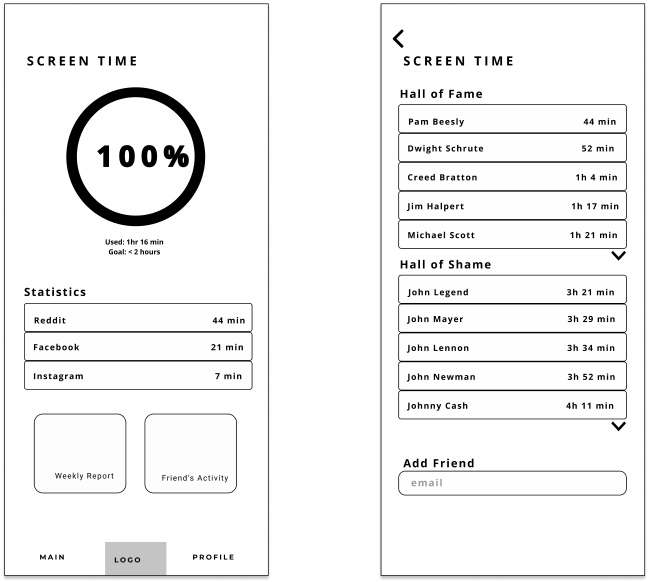 SCREEN TIME
100%
Used: 1hr 16 min
Goal: < 2 hours
Statistics
Reddit 44 min
Facebook 21 min
Instagram 7 min
Weekly Report Friend's Activity
MAIN LOGO PROFILE
SCREEN TIME
Hall of Fame
Pam Beesly 44 min
Dwight Schrute 52 min
Creed Bratton 1h 4 min
Jim Halpert 1h 17 min
Michael Scott 1h 21 min
Hall of Shame
John Legend 3h 21 min
John Mayer 3h 29 min
John Lennon 3h 34 min
John Newman 3h 52 min
Johnny Cash 4h 11 min
Add Friend
email